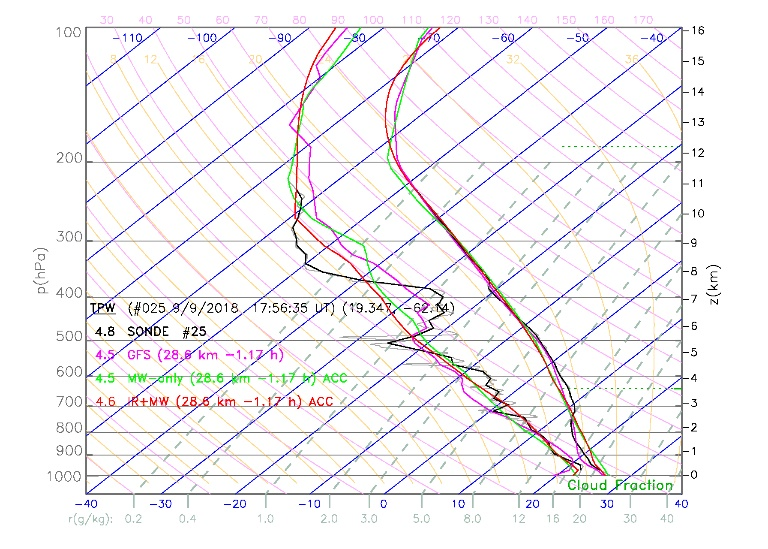 30 40 50 60 70 80 90 100 110 120 130 140 150 160 170
100 -110 -100 -90 -80 -70 -60 -50 -40 16
8 12 20 32 36 15
14
13
200 12
11
10
300 9
8
400 7
TPW (#025 9/9/2018 17:56:35 UT) (19.347, -62.14)
4.8 SONDE #25 6
500
4.5 GFS (28.6 km -1.17 h) 5
600 4.5 MW-only (28.6 km -1.17 h) ACC 4
700 4.6 IR+MW (28.6 km -1.17 h) ACC 3
800 2
900 1
1000 0
Cloud Fraction
-40 -30 -20 -10 0 10 20 30 40
r(g/kg): 0.2 0.4 1.0 2.0 3.0 5.0 8.0 12 16 20 30 40
p(hPa)
z(km)